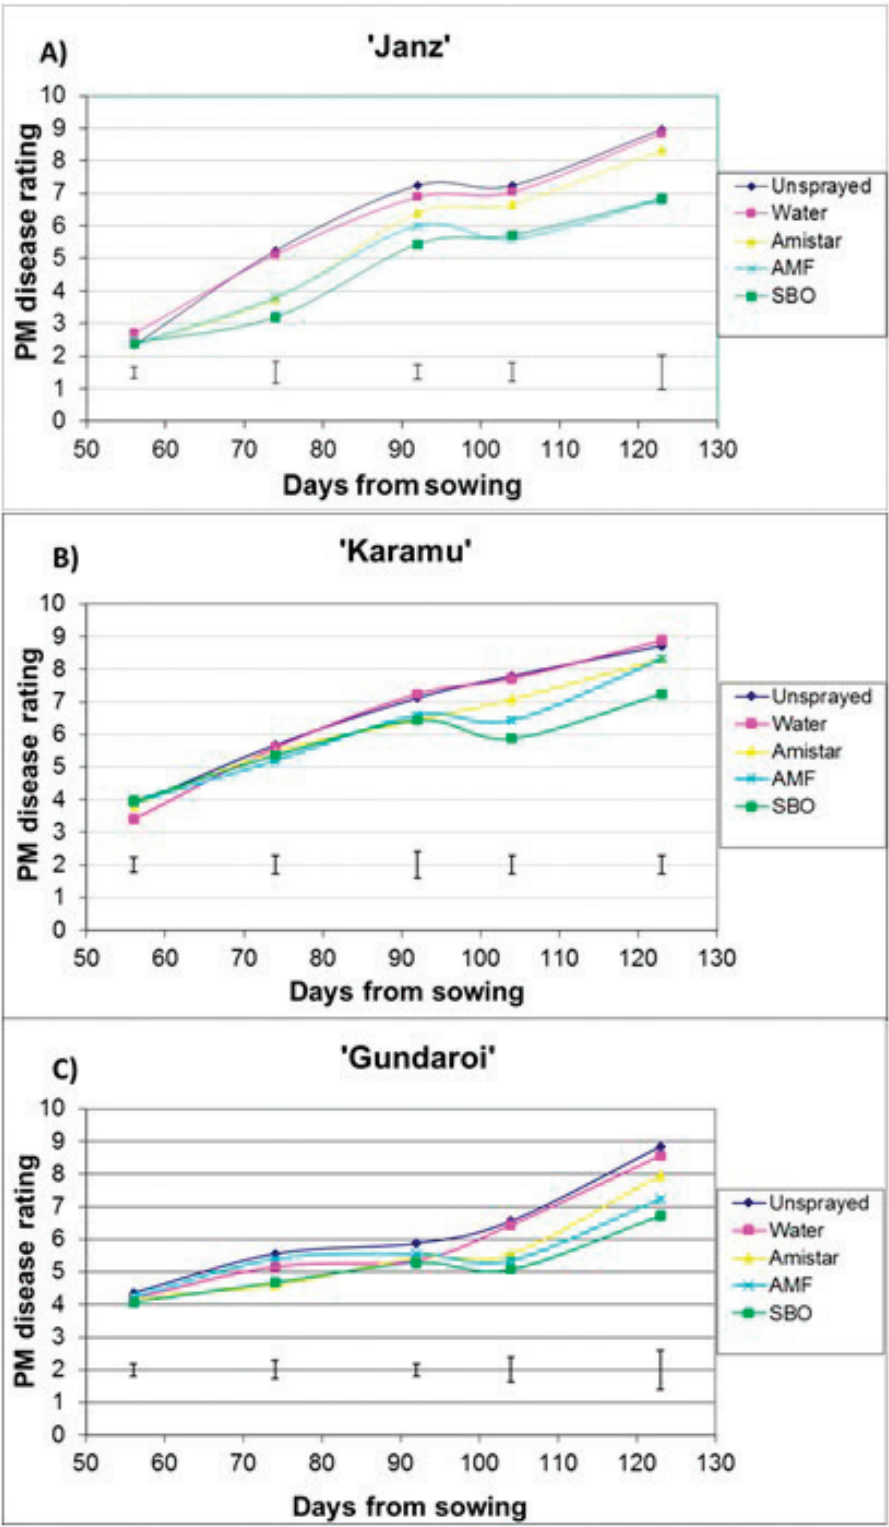 A)
'Janz'
PM disease rating
10
9
8
7
6
5
4
3
2
1
0
50 60 70 80 90 100 110 120 130
Days from sowing
Unsprayed
Water
Amistar
AMF
SBO
B)
'Karamu'
PM disease rating
10
9
8
7
6
5
4
3
2
1
0
50 60 70 80 90 100 110 120 130
Days from sowing
Unsprayed
Water
Amistar
AMF
SBO
C)
'Gundaroi'
PM disease rating
10
9
8
7
6
5
4
3
2
1
0
50 60 70 80 90 100 110 120 130
Days from sowing
Unsprayed
Water
Amistar
AMF
SBO